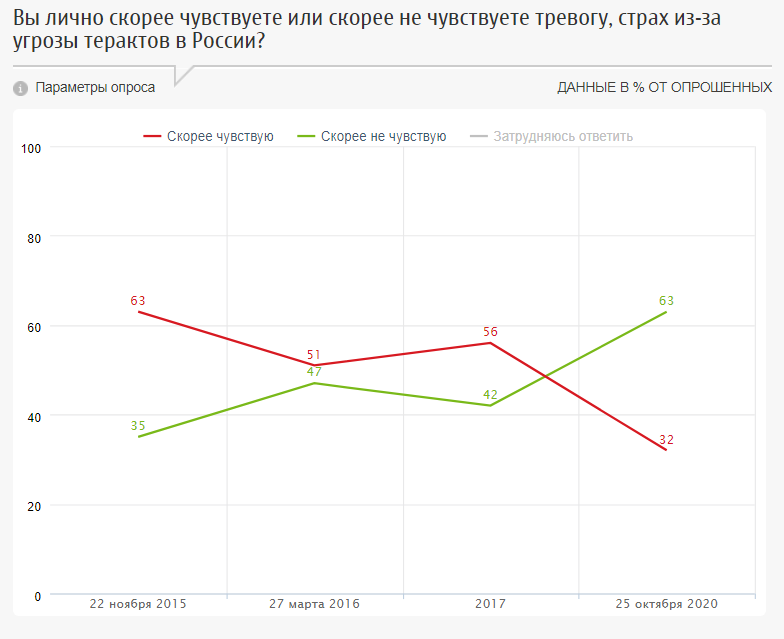 Вы лично скорее чувствуете или скорее не чувствуете тревогу, страх из-за
угрозы терактов в России?
i Параметры опроса
ДАННЫЕ В % ОТ ОПРОШЕННЫХ
Скорее чувствую Скорее не чувствую Затрудняюсь ответить
100
80
63 63
60
56
51
47
42
40
35
32
20
0
22 ноября 2015 27 марта 2016 2017 25 октября 2020